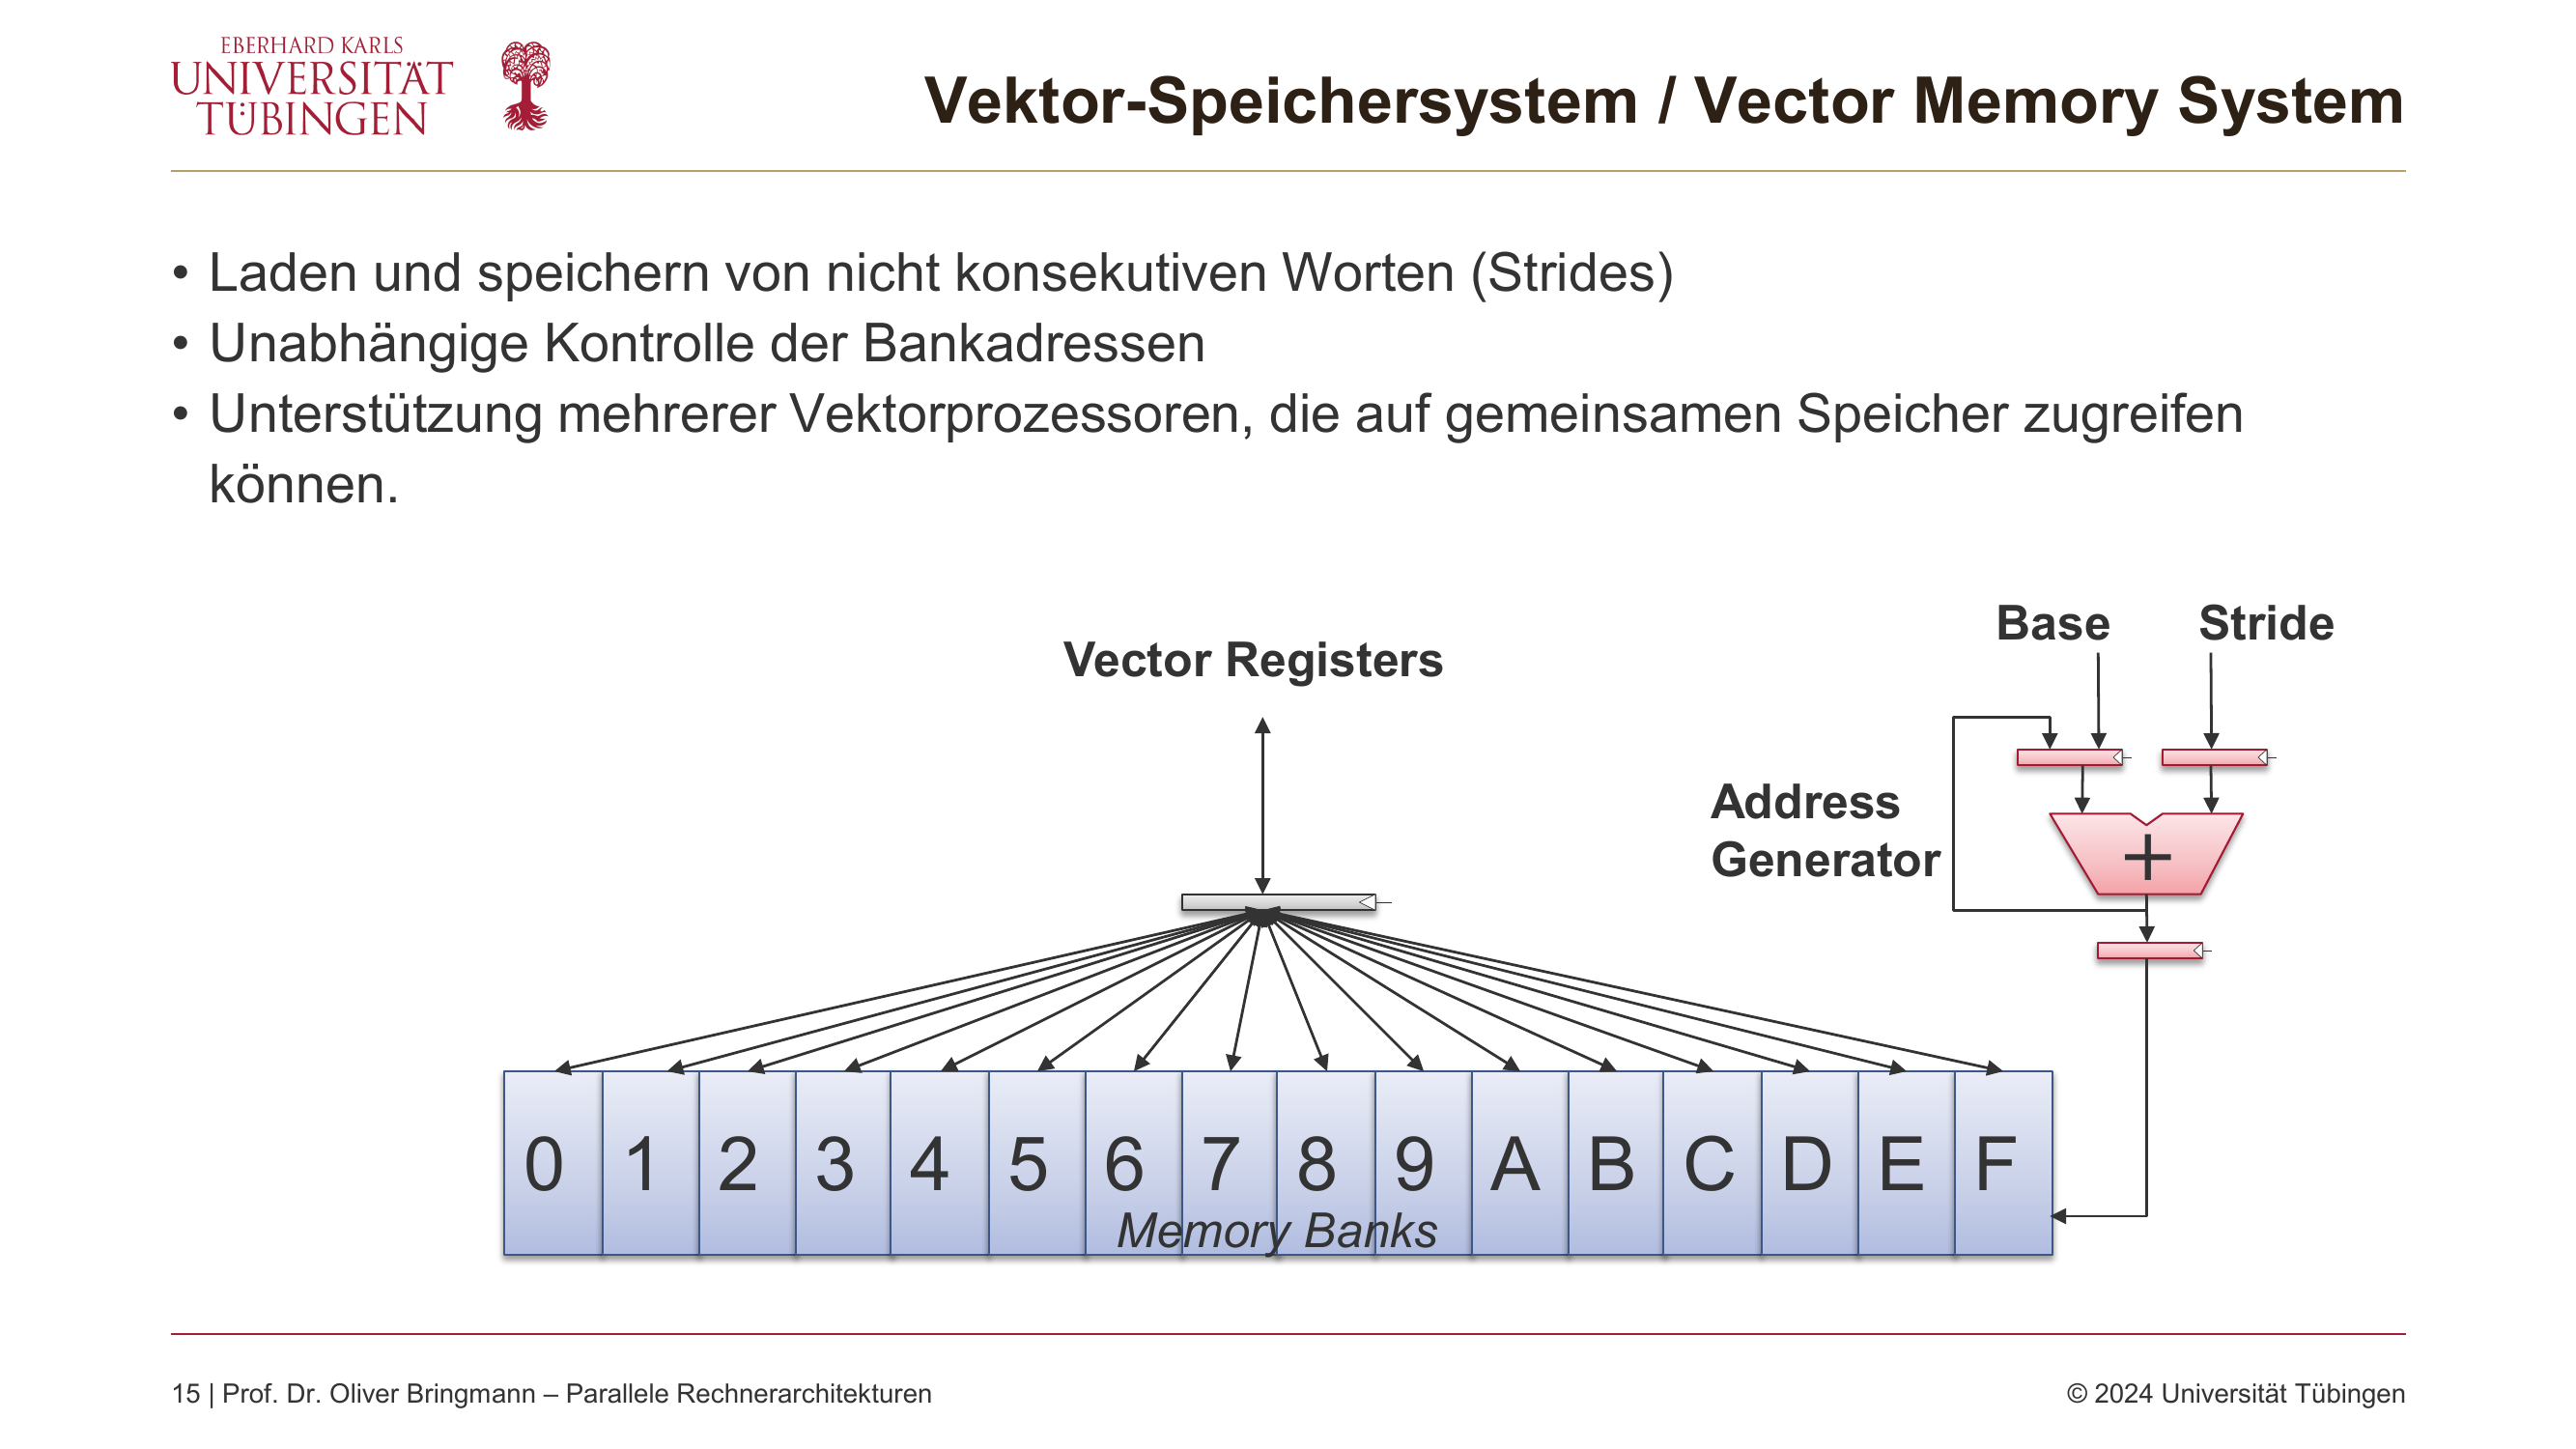 EBERHARD KARLS
UNIVERSITÄT
TÜBINGEN
Vektor-Speichersystem / Vector Memory System
• Laden und speichern von nicht konsekutiven Worten (Strides)
• Unabhängige Kontrolle der Bankadressen
• Unterstützung mehrerer Vektorprozessoren, die auf gemeinsamen Speicher zugreifen
können.
Base Stride
Vector Registers
Address
Generator
+
0 1 2 3 4 5 6 7 8 9 A B C D E F
Memory Banks
15 | Prof. Dr. Oliver Bringmann – Parallele Rechnerarchitekturen
© 2024 Universität Tübingen